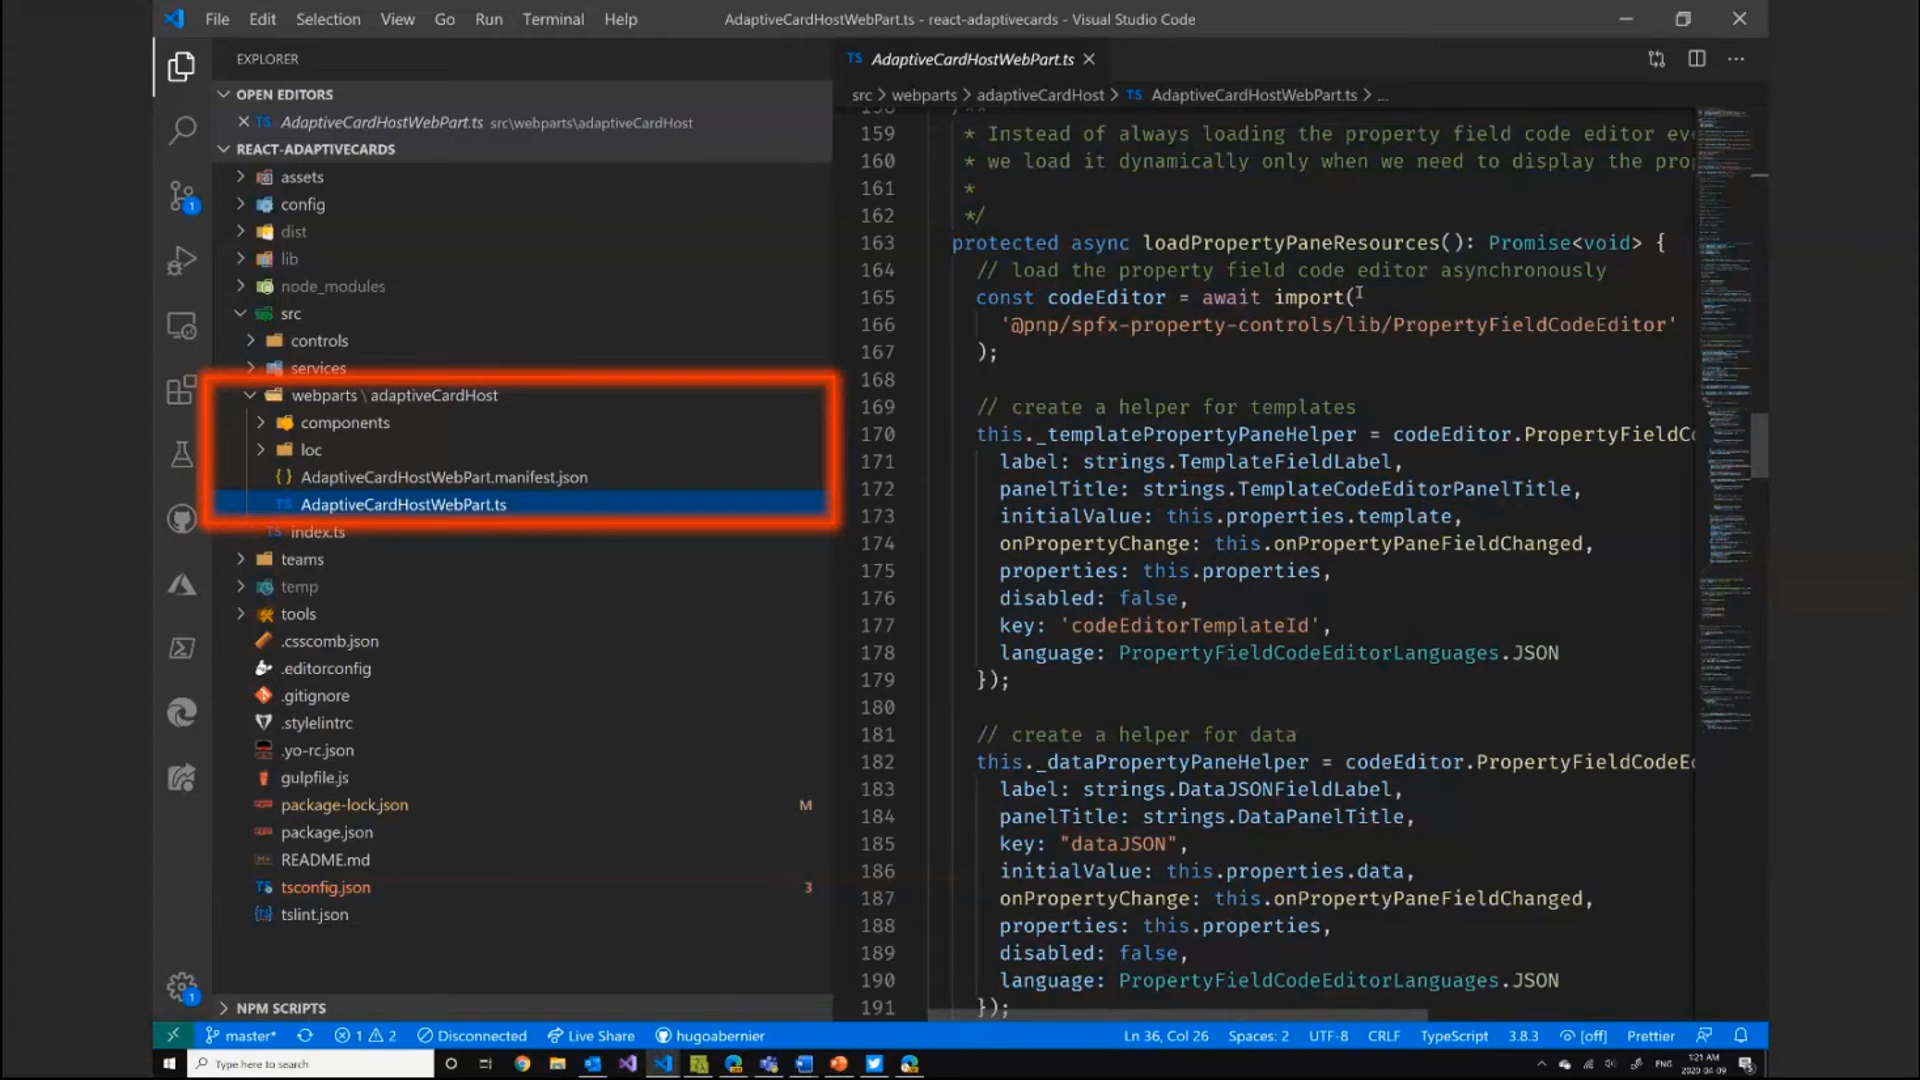 File Edit Selection View Go Run Terminal Help AdaptiveCardHostWebPart.ts - react-adaptivecards - Visual Studio Code
EXPLORER
OPEN EDITORS
TS AdaptiveCardHostWebPart.ts src\webparts\adaptiveCardHost
REACT-ADAPTIVECARDS
assets
config
dist
lib
node_modules
src
controls
services
webparts \ adaptiveCardHost
components
loc
{} AdaptiveCardHostWebPart.manifest.json
TS AdaptiveCardHostWebPart.ts
TS index.ts
teams
temp
tools
.csscomb.json
.editorconfig
.gitignore
.stylelintrc
.yo-rc.json
gulpfile.js
package-lock.json M
package.json
README.md
tsconfig.json 3
tslint.json
NPM SCRIPTS
TS AdaptiveCardHostWebPart.ts
src > webparts > adaptiveCardHost > TS AdaptiveCardHostWebPart.ts > ...
159 * Instead of always loading the property field code editor
160 * we load it dynamically only when we need to display the
161 *
162 */
163 protected async loadPropertyPaneResources(): Promise<void> {
164 // load the property field code editor asynchronously
165 const codeEditor = await import(
166 '@pnp/spfx-property-controls/lib/PropertyFieldCodeEditor'
167 );
168
169 // create a helper for templates
170 this._templatePropertyPaneHelper = codeEditor.PropertyFieldC
171 label: strings.TemplateFieldLabel,
172 panelTitle: strings.TemplateCodeEditorPanelTitle,
173 initialValue: this.properties.template,
174 onPropertyChange: this.onPropertyPaneFieldChanged,
175 properties: this.properties,
176 disabled: false,
177 key: 'codeEditorTemplateId',
178 language: PropertyFieldCodeEditorLanguages.JSON
179 });
180
181 // create a helper for data
182 this._dataPropertyPaneHelper = codeEditor.PropertyFieldCodeE
183 label: strings.DataJSONFieldLabel,
184 panelTitle: strings.DataPanelTitle,
185 key: "dataJSON",
186 initialValue: this.properties.data,
187 onPropertyChange: this.onPropertyPaneFieldChanged,
188 properties: this.properties,
189 disabled: false,
190 language: PropertyFieldCodeEditorLanguages.JSON
191 });
master* 1 2 Disconnected Live Share hugoabernier Ln 36, Col 26 Spaces: 2 UTF-8 CRLF TypeScript 3.8.3 [off] Prettier
Type here to search ENG 1:21 AM
2020-04-09